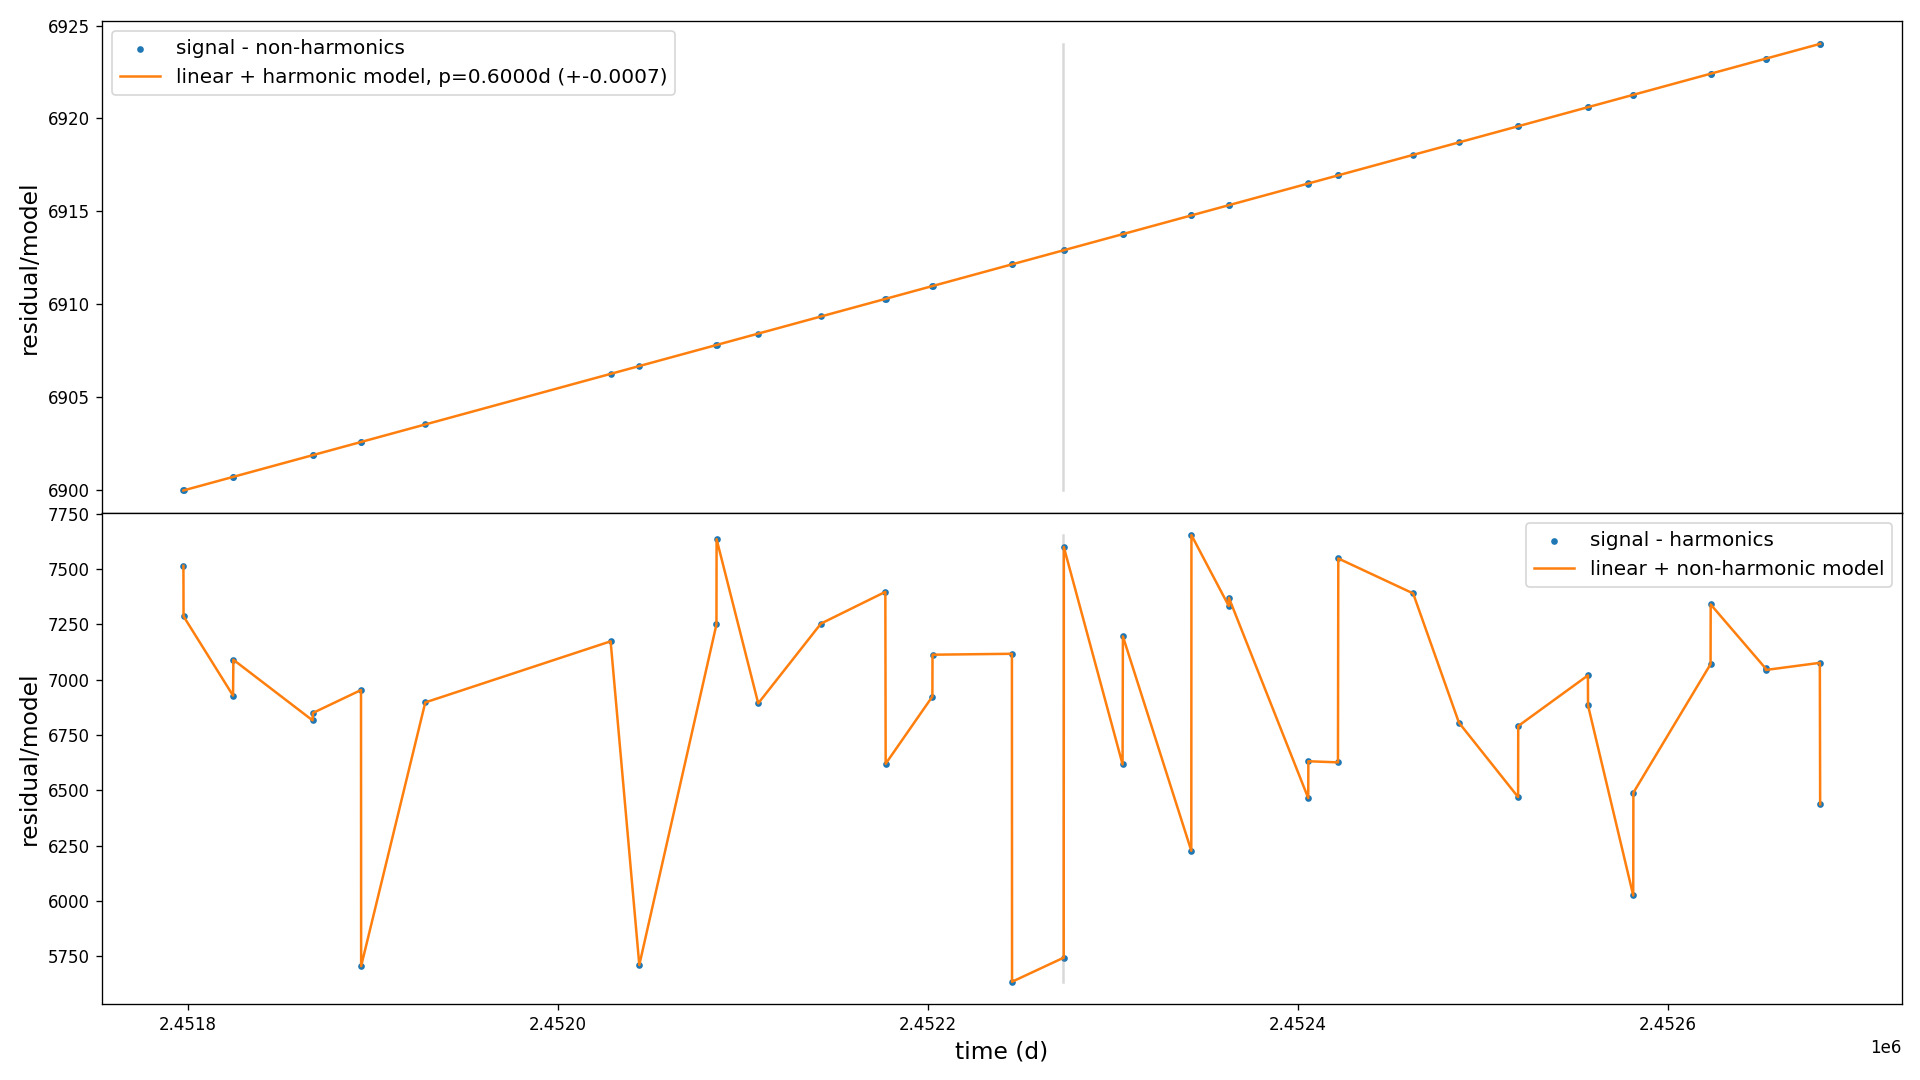 6925
signal - non-harmonics
linear + harmonic model, p=0.6000d (+-0.0007)
6920
6915
6910
6905
6900
residual/model
7750
signal - harmonics
linear + non-harmonic model
7500
7250
7000
6750
6500
6250
6000
5750
residual/model
2.4518 2.4520 2.4522 2.4524 2.4526
time (d)
1e6